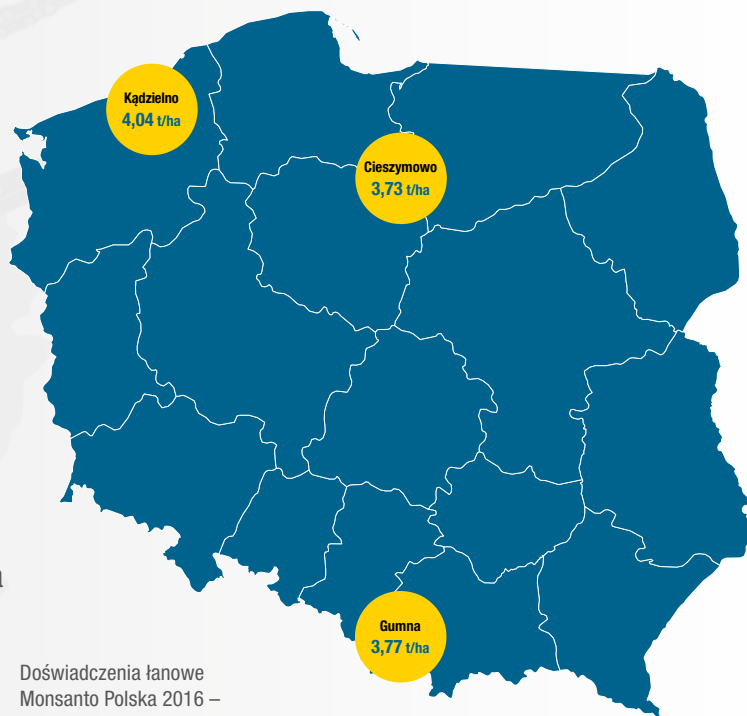 Kądzielno
4,04 t/ha
Cieszymowo
3,73 t/ha
Gumna
3,77 t/ha
Doświadczenia łanowe
Monsanto Polska 2016 –